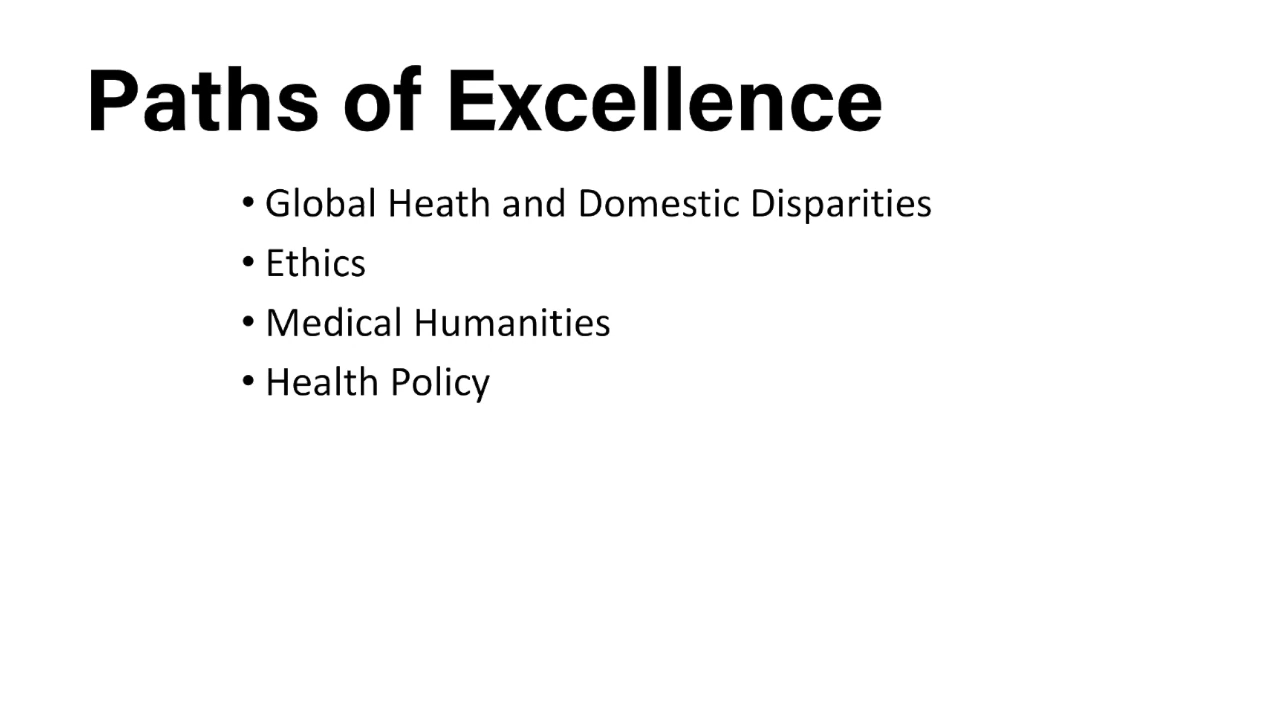 Paths of Excellence
• Global Heath and Domestic Disparities
• Ethics
• Medical Humanities
• Health Policy